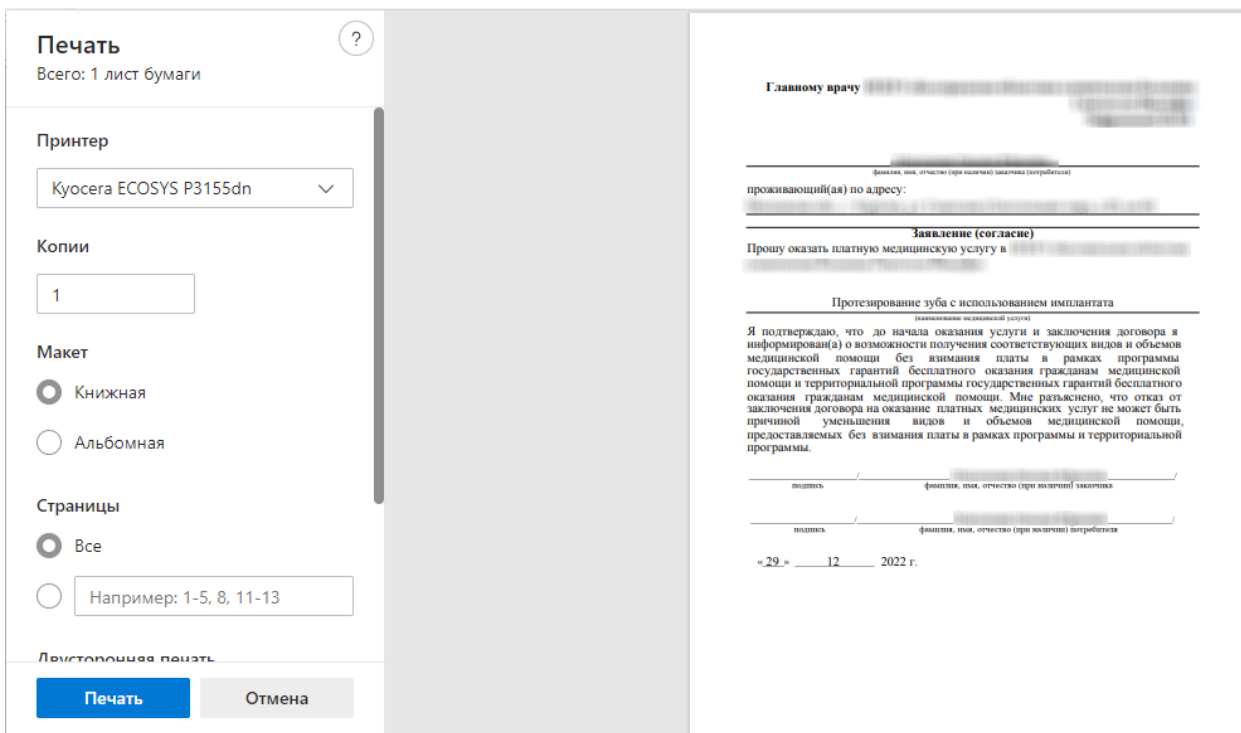 Печать
?
Всего: 1 лист бумаги
Принтер
Kyocera ECOSYS P3155dn
Копии
1
Макет
Книжная
Альбомная
Страницы
Все
Например: 1-5, 8, 11-13
Двусторонняя печать
Печать
Отмена
Главному врачу
фамилия, имя, отчество (при наличии) заказчика (потребителя)
проживающий(ая) по адресу:
Заявление (согласие)
Прошу оказать платную медицинскую услугу в
Протезирование зуба с использованием имплантата
(наименование медицинской услуги)
Я подтверждаю, что до начала оказания услуги и заключения договора я
информирован(а) о возможности получения соответствующих видов и объемов
медицинской помощи без взимания платы в рамках программы
государственных гарантий бесплатного оказания гражданам медицинской
помощи и территориальной программы государственных гарантий бесплатного
оказания гражданам медицинской помощи. Мне разъяснено, что отказ от
заключения договора на оказание платных медицинских услуг не может быть
причиной уменьшения видов и объемов медицинской помощи,
предоставляемых без взимания платы в рамках программы и территориальной
программы.
/ /
подпись фамилия, имя, отчество (при наличии) заказчика
/ /
подпись фамилия, имя, отчество (при наличии) потребителя
« 29 » 12 2022 г.